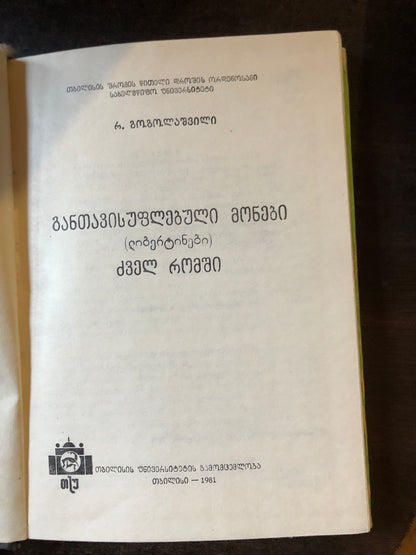 თბილისის შრომის წითელი დროშის ორდენოსანი
სახელმწიფო უნივერსიტეტი
რ. გოგოლაშვილი
განთავისუფლებული მონები
(ლიბერტინები)
ძველ რომში
თსუ
თბილისის უნივერსიტეტის გამომცემლობა
თბილისი — 1981